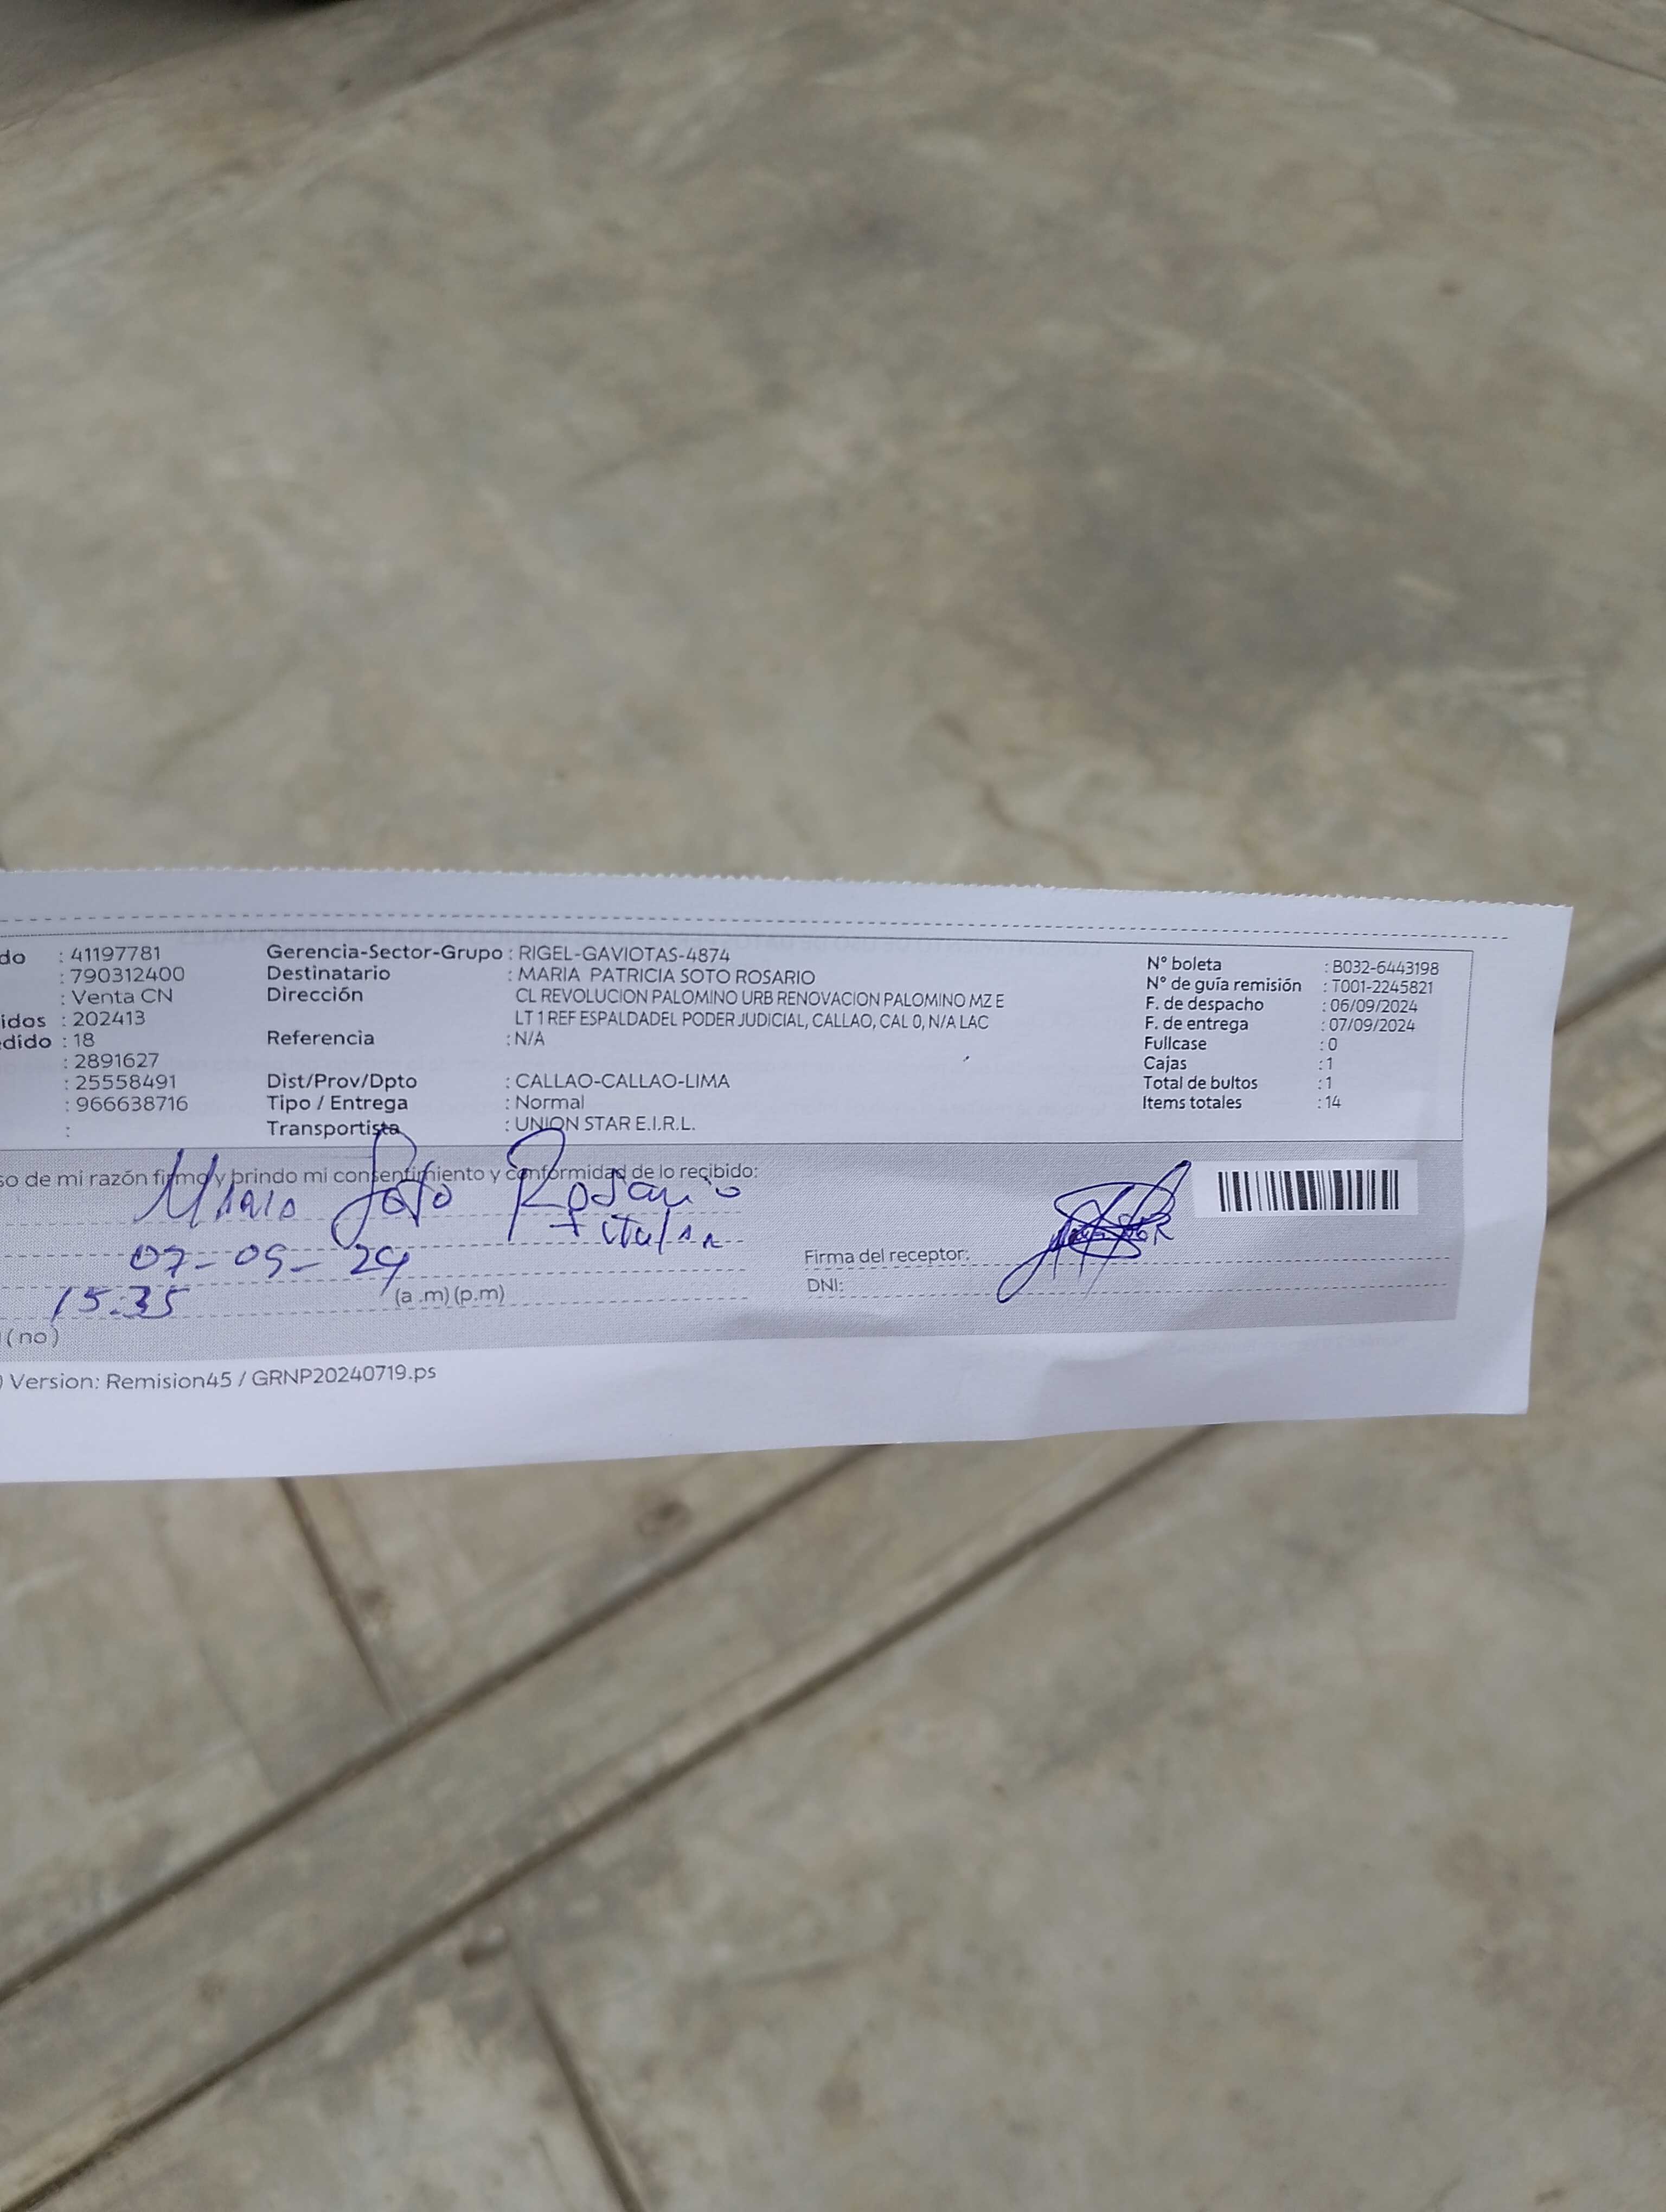 do : 41197781
: 790312400
: Venta CN
idos : 202413
dido : 18
: 2891627
: 25558491
: 966638716
:
Gerencia-Sector-Grupo : RIGEL-GAVIOTAS-4874
Destinatario : MARIA PATRICIA SOTO ROSARIO
Dirección CL REVOLUCION PALOMINO URB RENOVACION PALOMINO MZ E
LT 1 REF ESPALDADEL PODER JUDICIAL, CALLAO, CAL 0, N/A LAC
Referencia : N/A
Dist/Prov/Dpto : CALLAO-CALLAO-LIMA
Tipo / Entrega : Normal
Transportista : UNION STAR E.I.R.L.
N° boleta : B032-6443198
N° de guía remisión : T001-2245821
F. de despacho : 06/09/2024
F. de entrega : 07/09/2024
Fullcase : 0
Cajas : 1
Total de bultos : 1
Items totales : 14
so de mi razón firmo y brindo mi consentimiento y conformidad de lo recibido:
Maria Soto Rosario
titular
07-09-24
15:35 (a .m) (p.m)
(no)
Firma del receptor:
DNI:
) Version: Remision45 / GRNP20240719.ps